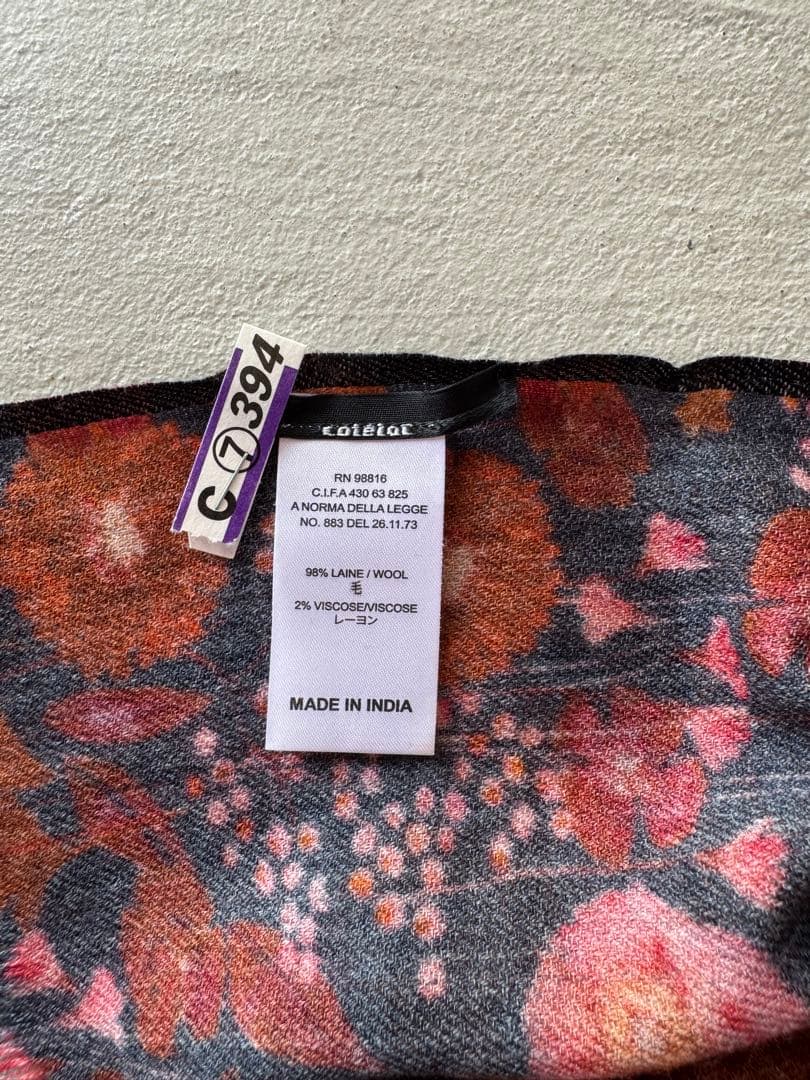 C 7 394
cotélac
RN 98816
C.I.F.A 430 63 825
A NORMA DELLA LEGGE
NO. 883 DEL 26.11.73
98% LAINE / WOOL
毛
2% VISCOSE/VISCOSE
レーヨン
MADE IN INDIA